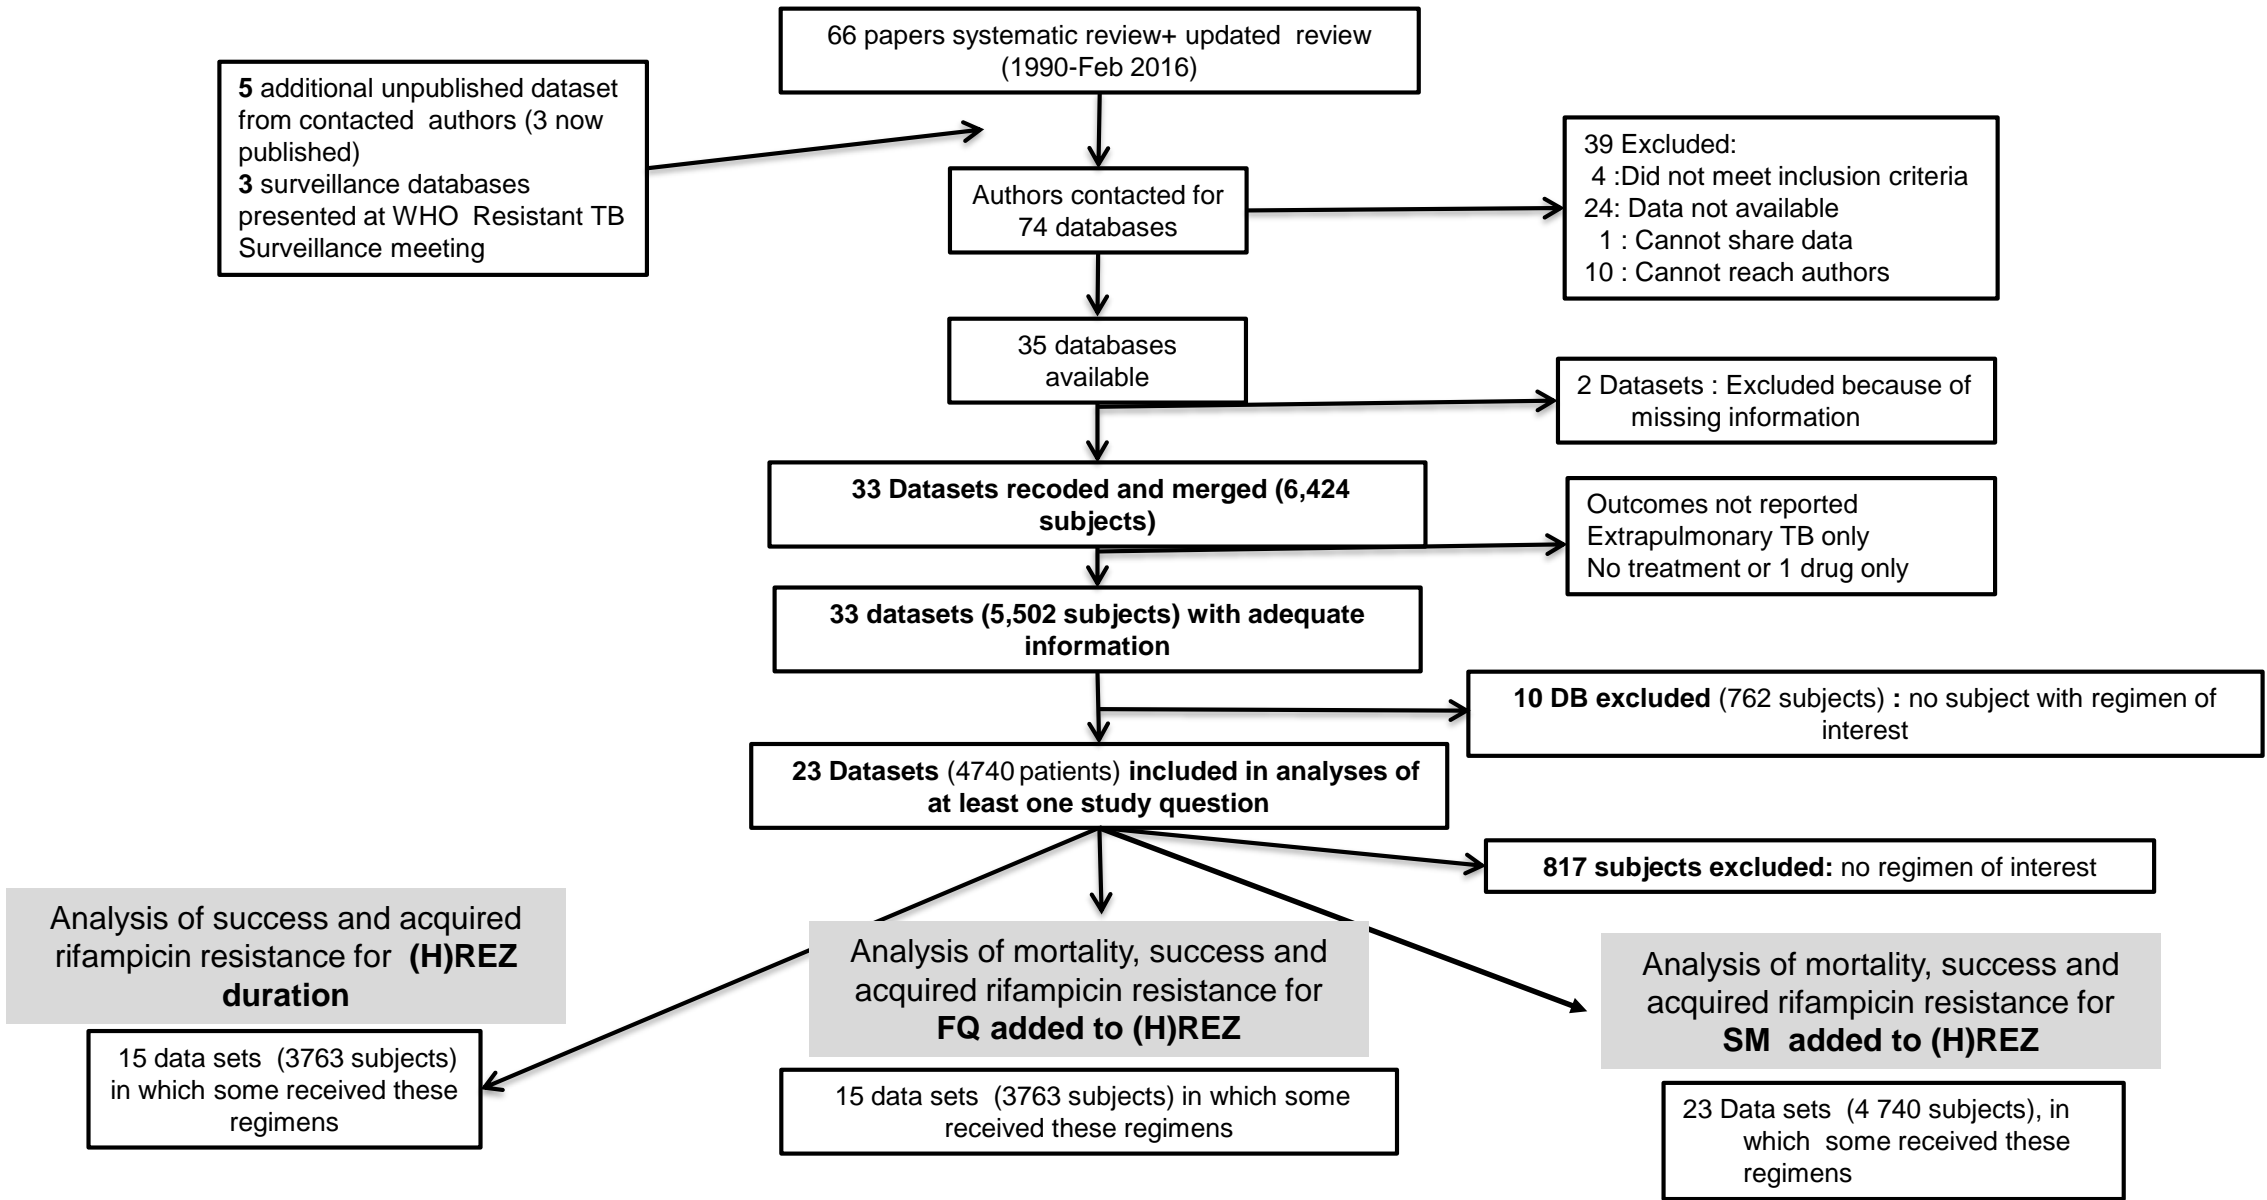 66 papers systematic review+ updated review
(1990-Feb 2016)
5 additional unpublished dataset
from contacted authors (3 now
published)
3 surveillance databases
presented at WHO Resistant TB
Surveillance meeting
Authors contacted for
74 databases
39 Excluded:
4 :Did not meet inclusion criteria
24: Data not available
1 : Cannot share data
10 : Cannot reach authors
35 databases
available
2 Datasets : Excluded because of
missing information
33 Datasets recoded and merged (6,424
subjects)
Outcomes not reported
Extrapulmonary TB only
No treatment or 1 drug only
33 datasets (5,502 subjects) with adequate
information
10 DB excluded (762 subjects) : no subject with regimen of
interest
23 Datasets (4740 patients) included in analyses of
at least one study question
817 subjects excluded: no regimen of interest
Analysis of success and acquired
rifampicin resistance for (H)REZ
duration
15 data sets (3763 subjects)
in which some received these
regimens
Analysis of mortality, success and
acquired rifampicin resistance for
FQ added to (H)REZ
15 data sets (3763 subjects) in which some
received these regimens
Analysis of mortality, success and
acquired rifampicin resistance for
SM added to (H)REZ
23 Data sets (4 740 subjects), in
which some received these
regimens